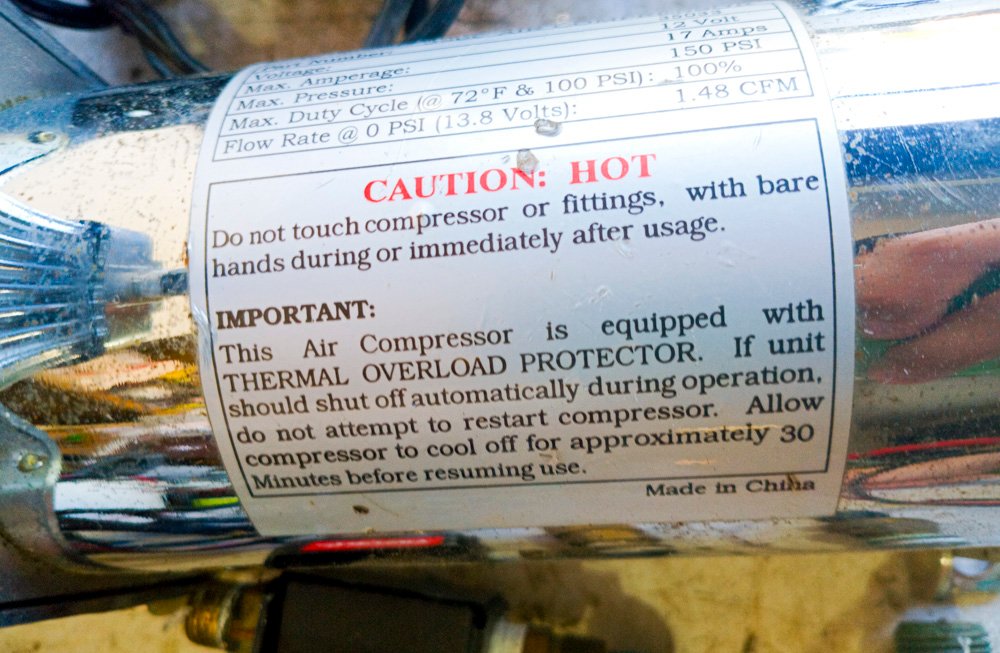 Part Number:
Voltage: 12 Volt
Max. Amperage: 17 Amps
Max. Pressure: 150 PSI
Max. Duty Cycle (@ 72°F & 100 PSI): 100%
Flow Rate @ 0 PSI (13.8 Volts): 1.48 CFM
CAUTION: HOT
Do not touch compressor or fittings, with bare
hands during or immediately after usage.
IMPORTANT:
This Air Compressor is equipped with
THERMAL OVERLOAD PROTECTOR. If unit
should shut off automatically during operation,
do not attempt to restart compressor. Allow
compressor to cool off for approximately 30
Minutes before resuming use.
Made in China